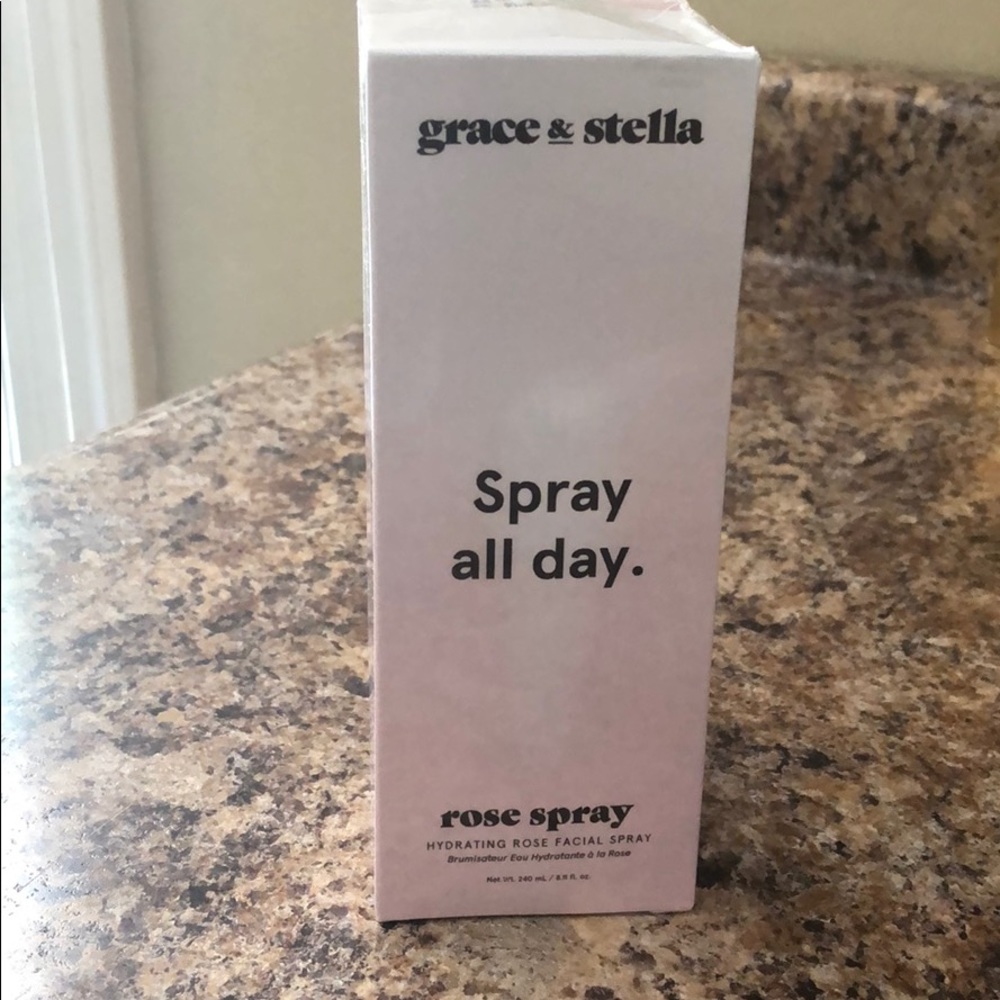 grace & stella
Spray
all day.
rose spray
HYDRATING ROSE FACIAL SPRAY
Brumisateur Eau Hydratante à la Rose
Net Wt. 240 mL / 8.11 fl. oz.